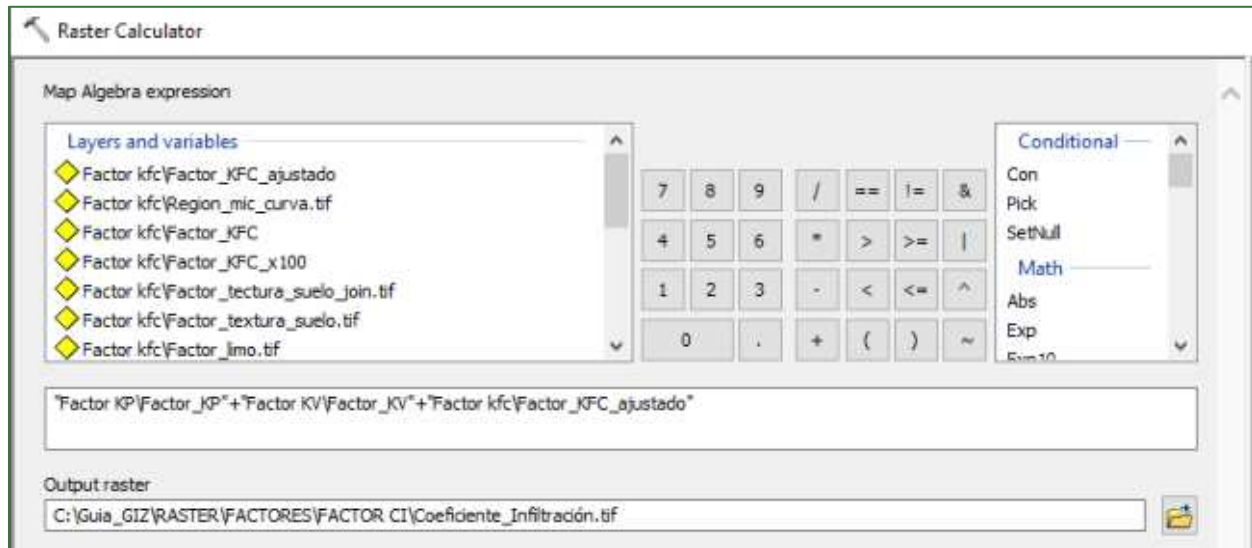 Raster Calculator
Map Algebra expression
Layers and variables
Factor kfc\Factor_KFC_ajustado
Factor kfc\Region_mic_curva.tif
Factor kfc\Factor_KFC
Factor kfc\Factor_KFC_x100
Factor kfc\Factor_tectura_suelo_join.tif
Factor kfc\Factor_textura_suelo.tif
Factor kfc\Factor_limo.tif
7 8 9 / == != &
4 5 6 * > >= |
1 2 3 - < <= ^
0 . + ( ) ~
Conditional
Con
Pick
SetNull
Math
Abs
Exp
Exp10
"Factor KP\Factor_KP"+"Factor KV\Factor_KV"+"Factor kfc\Factor_KFC_ajustado"
Output raster
C:\Guia_GIZ\RASTER\FACTORES\FACTOR CI\Coeficiente_Infiltración.tif